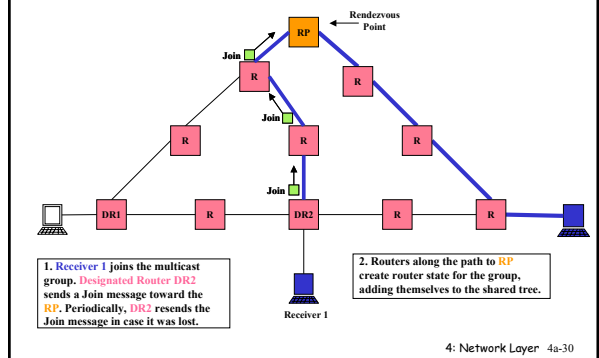 Rendezvous
Point
RP
Join
R
R
Join
R
R
R
Join
DR1
R
DR2
R
R
1. Receiver 1 joins the multicast
group. Designated Router DR2
sends a Join message toward the
RP. Periodically, DR2 resends the
Join message in case it was lost.
2. Routers along the path to RP
create router state for the group,
adding themselves to the shared tree.
Receiver 1
4: Network Layer 4a-30